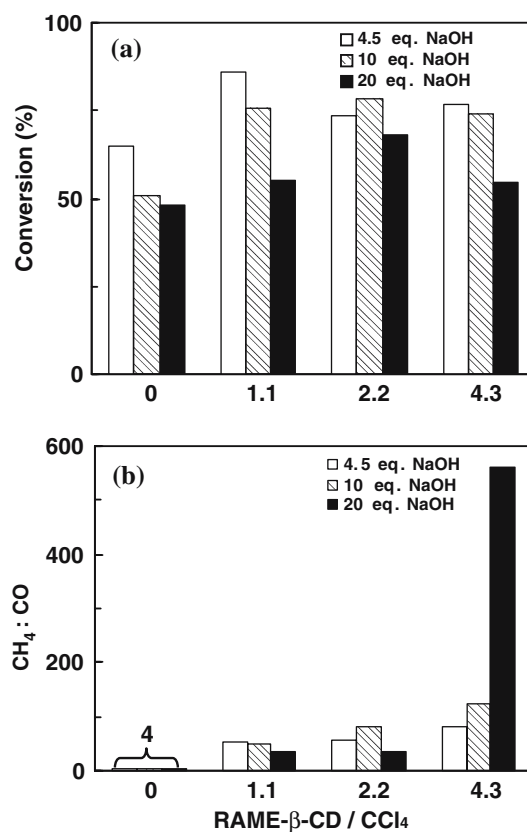 100
(a)
4.5 eq. NaOH
10 eq. NaOH
20 eq. NaOH
Conversion (%)
50
0
0 1.1 2.2 4.3
600
(b)
4.5 eq. NaOH
10 eq. NaOH
20 eq. NaOH
400
CH₄ : CO
200
4
0
0 1.1 2.2 4.3
RAME-β-CD / CCl₄